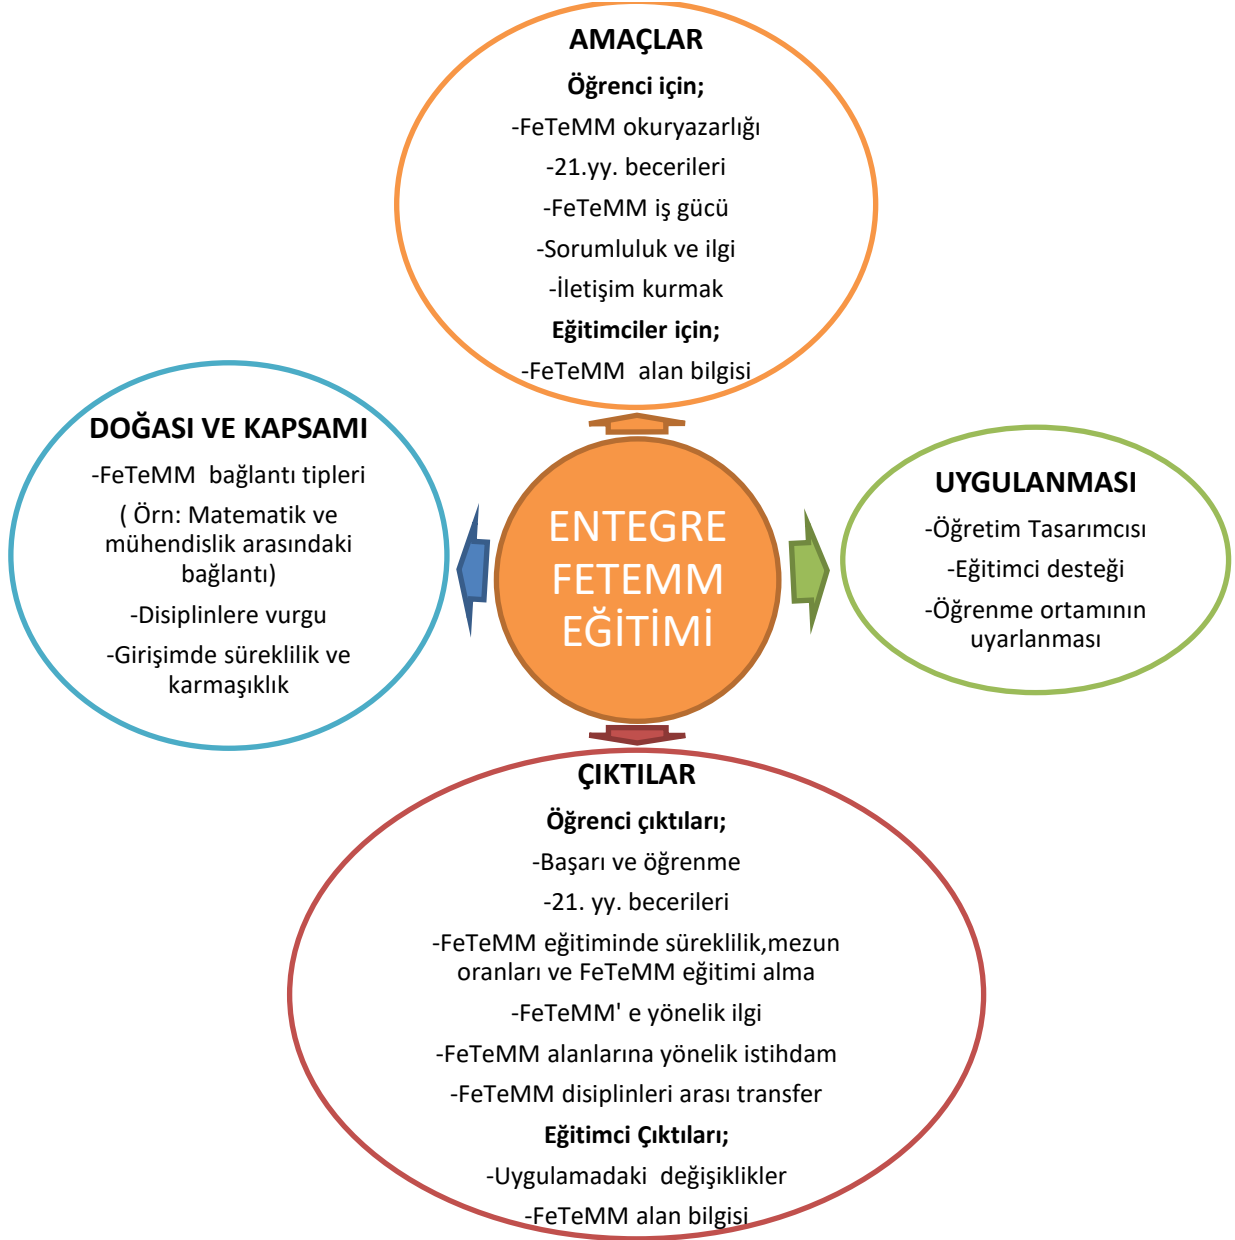 AMAÇLAR
Öğrenci için;
-FeTeMM okuryazarlığı
-21.yy. becerileri
-FeTeMM iş gücü
-Sorumluluk ve ilgi
-İletişim kurmak
Eğitimciler için;
-FeTeMM  alan bilgisi
DOĞASI VE KAPSAMI
-FeTeMM  bağlantı tipleri
( Örn: Matematik ve
mühendislik arasındaki
bağlantı)
-Disiplinlere vurgu
-Girişimde süreklilik ve
karmaşıklık
ENTEGRE
FETEMM
EĞİTİMİ
UYGULANMASI
-Öğretim Tasarımcısı
-Eğitimci desteği
-Öğrenme ortamının
uyarlanması
ÇIKTILAR
Öğrenci çıktıları;
-Başarı ve öğrenme
-21. yy. becerileri
-FeTeMM eğitiminde süreklilik,mezun
oranları ve FeTeMM eğitimi alma
-FeTeMM' e yönelik ilgi
-FeTeMM alanlarına yönelik istihdam
-FeTeMM disiplinleri arası transfer
Eğitimci Çıktıları;
-Uygulamadaki  değişiklikler
-FeTeMM alan bilgisi